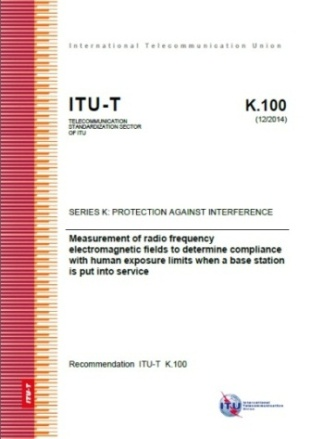 International Telecommunication Union
ITU-T
K.100
TELECOMMUNICATION
(12/2014)
STANDARDIZATION SECTOR
OF ITU
SERIES K: PROTECTION AGAINST INTERFERENCE
Measurement of radio frequency
electromagnetic fields to determine compliance
with human exposure limits when a base station
is put into service
Recommendation ITU-T K.100
ITU-T
ITU